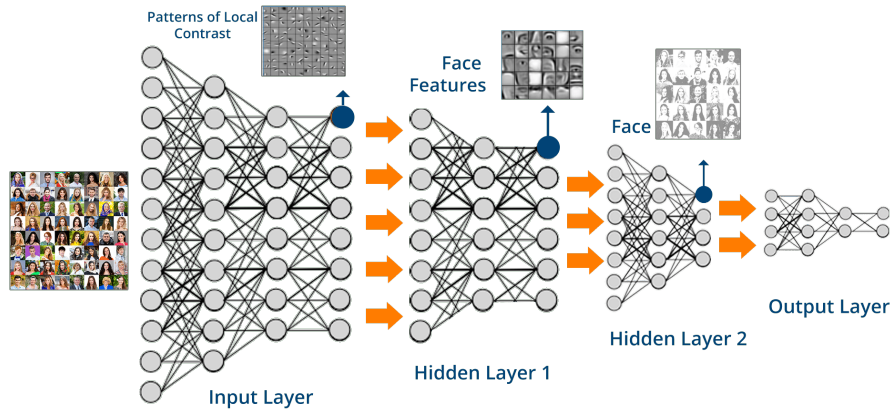 Patterns of Local
Contrast
Face
Features
Face
Input Layer
Hidden Layer 1
Hidden Layer 2
Output Layer